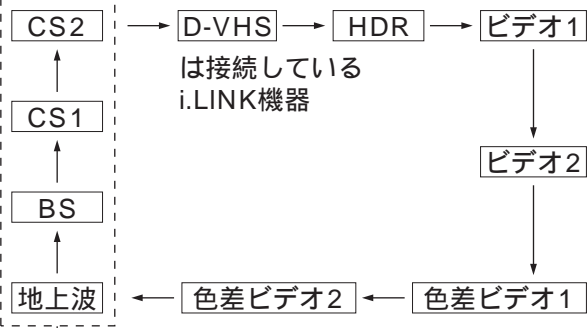 CS2
D-VHS
HDR
ビデオ1
は接続している
i.LINK機器
CS1
ビデオ2
BS
地上波
色差ビデオ2
色差ビデオ1